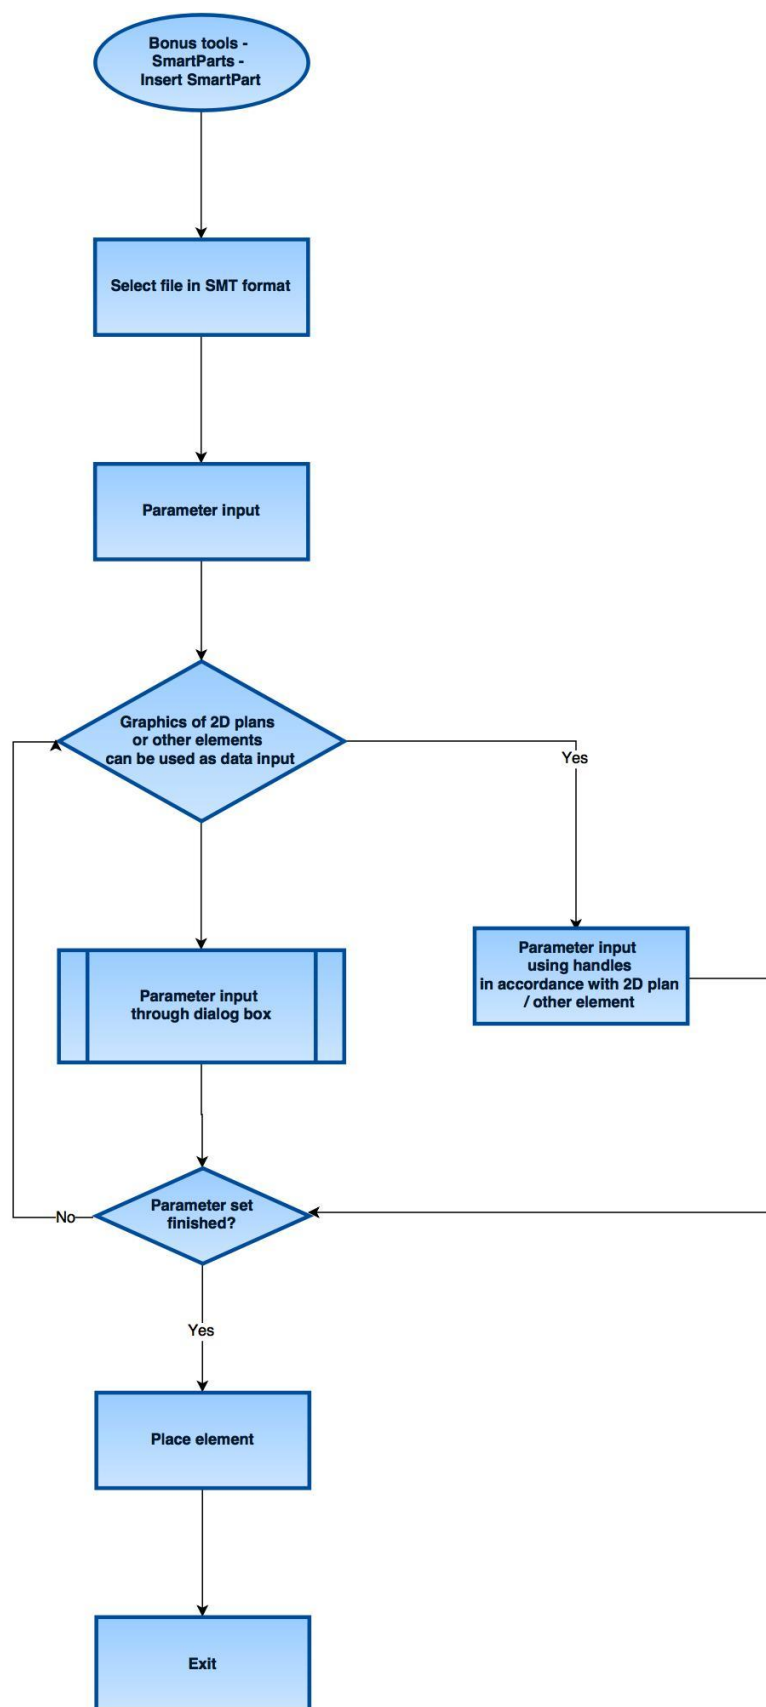 Bonus tools -
SmartParts -
Insert SmartPart
Select file in SMT format
Parameter input
Graphics of 2D plans
or other elements
can be used as data input
Yes
Parameter input
through dialog box
Parameter input
using handles
in accordance with 2D plan
/ other element
Parameter set
finished?
No
Yes
Place element
Exit